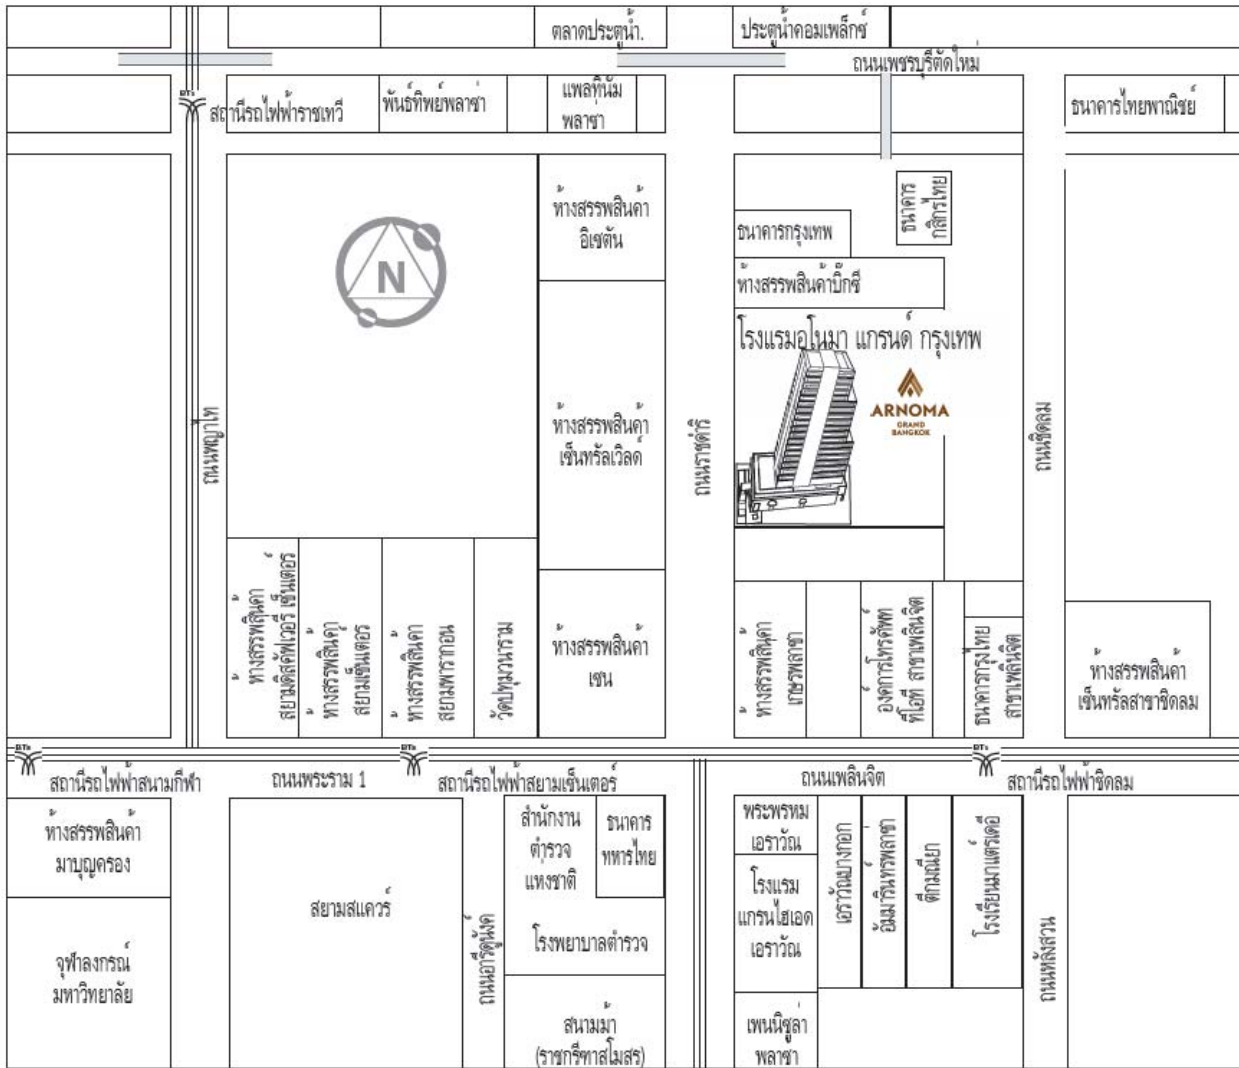 ตลาดประตูน้ำ.
ประตูน้ำคอมเพล็กซ์
ถนนเพชรบุรีตัดใหม่
BTS
สถานีรถไฟฟ้าราชเทวี
พันธ์ทิพย์พลาซ่า
แพลทินัม
พลาซ่า
ธนาคารไทยพาณิชย์
ห้างสรรพสินค้า
อิเซตัน
ธนาคาร
กสิกรไทย
ธนาคารกรุงเทพ
ห้างสรรพสินค้าบิ๊กซี
N
โรงแรมอโนมา แกรนด์ กรุงเทพ
ARNOMA
GRAND
BANGKOK
ถนนพญาไท
ห้างสรรพสินค้า
เซ็นทรัลเวิลด์
ถนนราชดำริ
ถนนชิดลม
ห้างสรรพสินค้า
สยามดิสคัฟเวอรี่ เซ็นเตอร์
ห้างสรรพสินค้า
สยามเซ็นเตอร์
ห้างสรรพสินค้า
สยามพารากอน
วัดปทุมวนาราม
ห้างสรรพสินค้า
เซน
ห้างสรรพสินค้า
เกษรพลาซ่า
องค์การโทรศัพท์
ทีโอที สาขาเพลินจิต
ธนาคารกรุงไทย
สาขาเพลินจิต
ห้างสรรพสินค้า
เซ็นทรัลสาขาชิดลม
BTS
สถานีรถไฟฟ้าสนามกีฬา
ถนนพระราม 1
BTS
สถานีรถไฟฟ้าสยามเซ็นเตอร์
ถนนเพลินจิต
BTS
สถานีรถไฟฟ้าชิดลม
ห้างสรรพสินค้า
มาบุญครอง
สยามสแควร์
สำนักงาน
ตำรวจ
แห่งชาติ
ธนาคาร
ทหารไทย
พระพรหม
เอราวัณ
เอราวัณบางกอก
อัมมารินทร์พลาซ่า
ตึกมณียา
โรงเรียนมาแตร์เดอี
โรงแรม
แกรนไฮเอด
เอราวัณ
จุฬาลงกรณ์
มหาวิทยาลัย
ถนนอารีดูนังต์
โรงพยาบาลตำรวจ
ถนนหลังสวน
สนามม้า
(ราชกรีฑาสโมสร)
เพนนิซูล่า
พลาซ่า